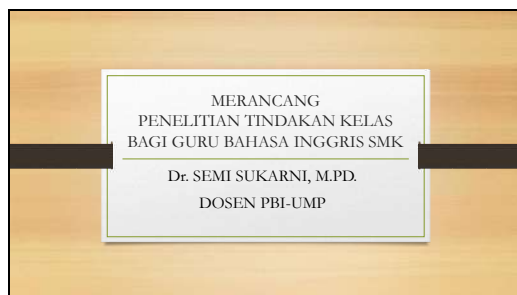 MERANCANG
PENELITIAN TINDAKAN KELAS
BAGI GURU BAHASA INGGRIS SMK
Dr. SEMI SUKARNI, M.PD.
DOSEN PBI-UMP